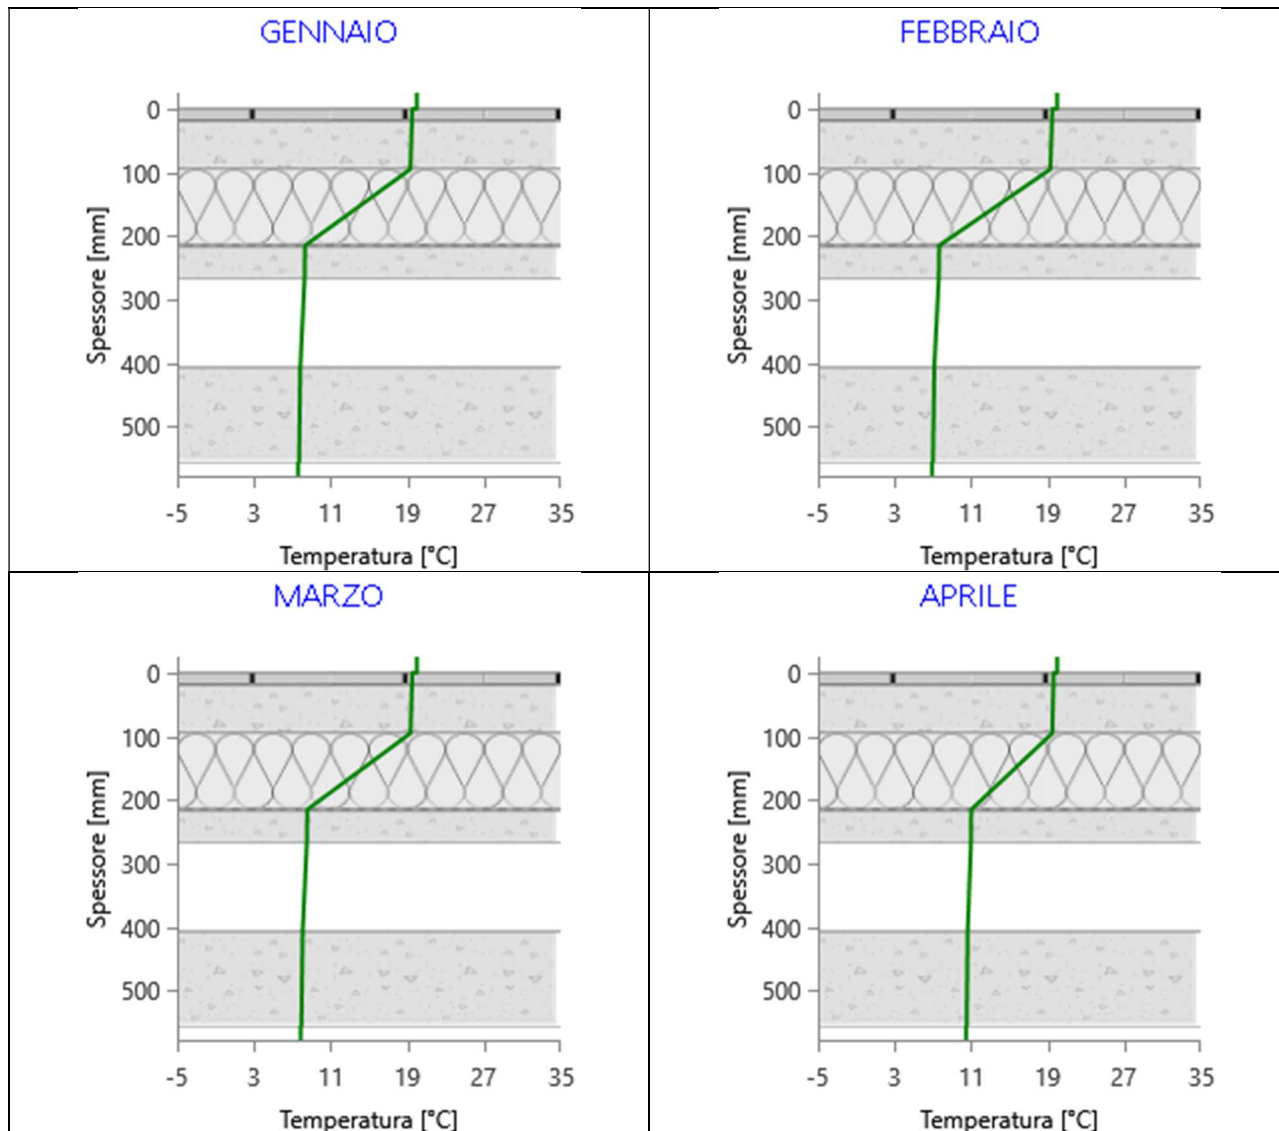 GENNAIO
0
100
200
300
400
500
Spessore [mm]
-5 3 11 19 27 35
Temperatura [°C]
FEBBRAIO
0
100
200
300
400
500
Spessore [mm]
-5 3 11 19 27 35
Temperatura [°C]
MARZO
0
100
200
300
400
500
Spessore [mm]
-5 3 11 19 27 35
Temperatura [°C]
APRILE
0
100
200
300
400
500
Spessore [mm]
-5 3 11 19 27 35
Temperatura [°C]